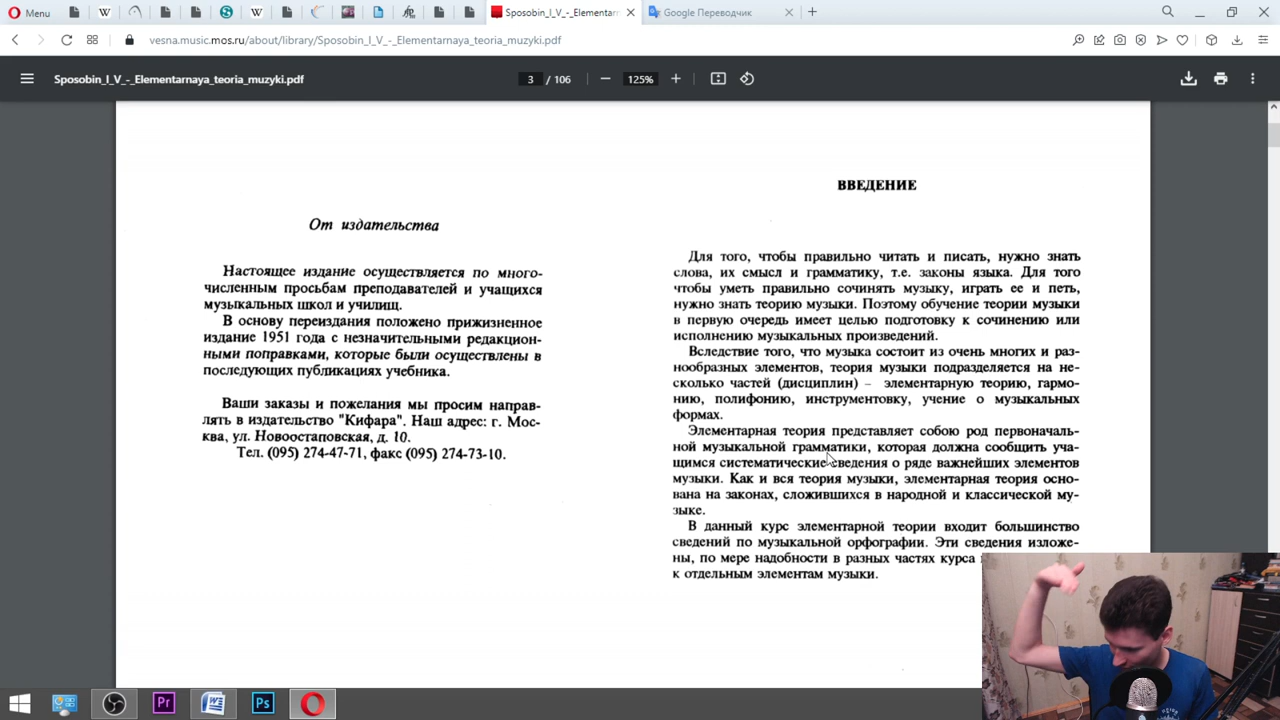 Menu
Sposobin_I_V_-_Elementar
Google Переводчик
vesna.music.mos.ru/about/library/Sposobin_I_V_-_Elementarnaya_teoria_muzyki.pdf
Sposobin_I_V_-_Elementarnaya_teoria_muzyki.pdf
3 / 106
125%
От издательства
Настоящее издание осуществляется по много-
численным просьбам преподавателей и учащихся
музыкальных школ и училищ.
В основу переиздания положено прижизненное
издание 1951 года с незначительными редакцион-
ными поправками, которые были осуществлены в
последующих публикациях учебника.
Ваши заказы и пожелания мы просим направ-
лять в издательство "Кифара". Наш адрес: г. Мос-
ква, ул. Новоостаповская, д. 10.
Тел. (095) 274-47-71, факс (095) 274-73-10.
ВВЕДЕНИЕ
Для того, чтобы правильно читать и писать, нужно знать
слова, их смысл и грамматику, т.е. законы языка. Для того
чтобы уметь правильно сочинять музыку, играть ее и петь,
нужно знать теорию музыки. Поэтому обучение теории музыки
в первую очередь имеет целью подготовку к сочинению или
исполнению музыкальных произведений.
Вследствие того, что музыка состоит из очень многих и раз-
нообразных элементов, теория музыки подразделяется на не-
сколько частей (дисциплин) – элементарную теорию, гармо-
нию, полифонию, инструментовку, учение о музыкальных
формах.
Элементарная теория представляет собою род первоначаль-
ной музыкальной грамматики, которая должна сообщить уча-
щимся систематические сведения о ряде важнейших элементов
музыки. Как и вся теория музыки, элементарная теория осно-
вана на законах, сложившихся в народной и классической му-
зыке.
В данный курс элементарной теории входит большинство
сведений по музыкальной орфографии. Эти сведения изложе-
ны, по мере надобности в разных частях курса
к отдельным элементам музыки.
Pr
W
Ps